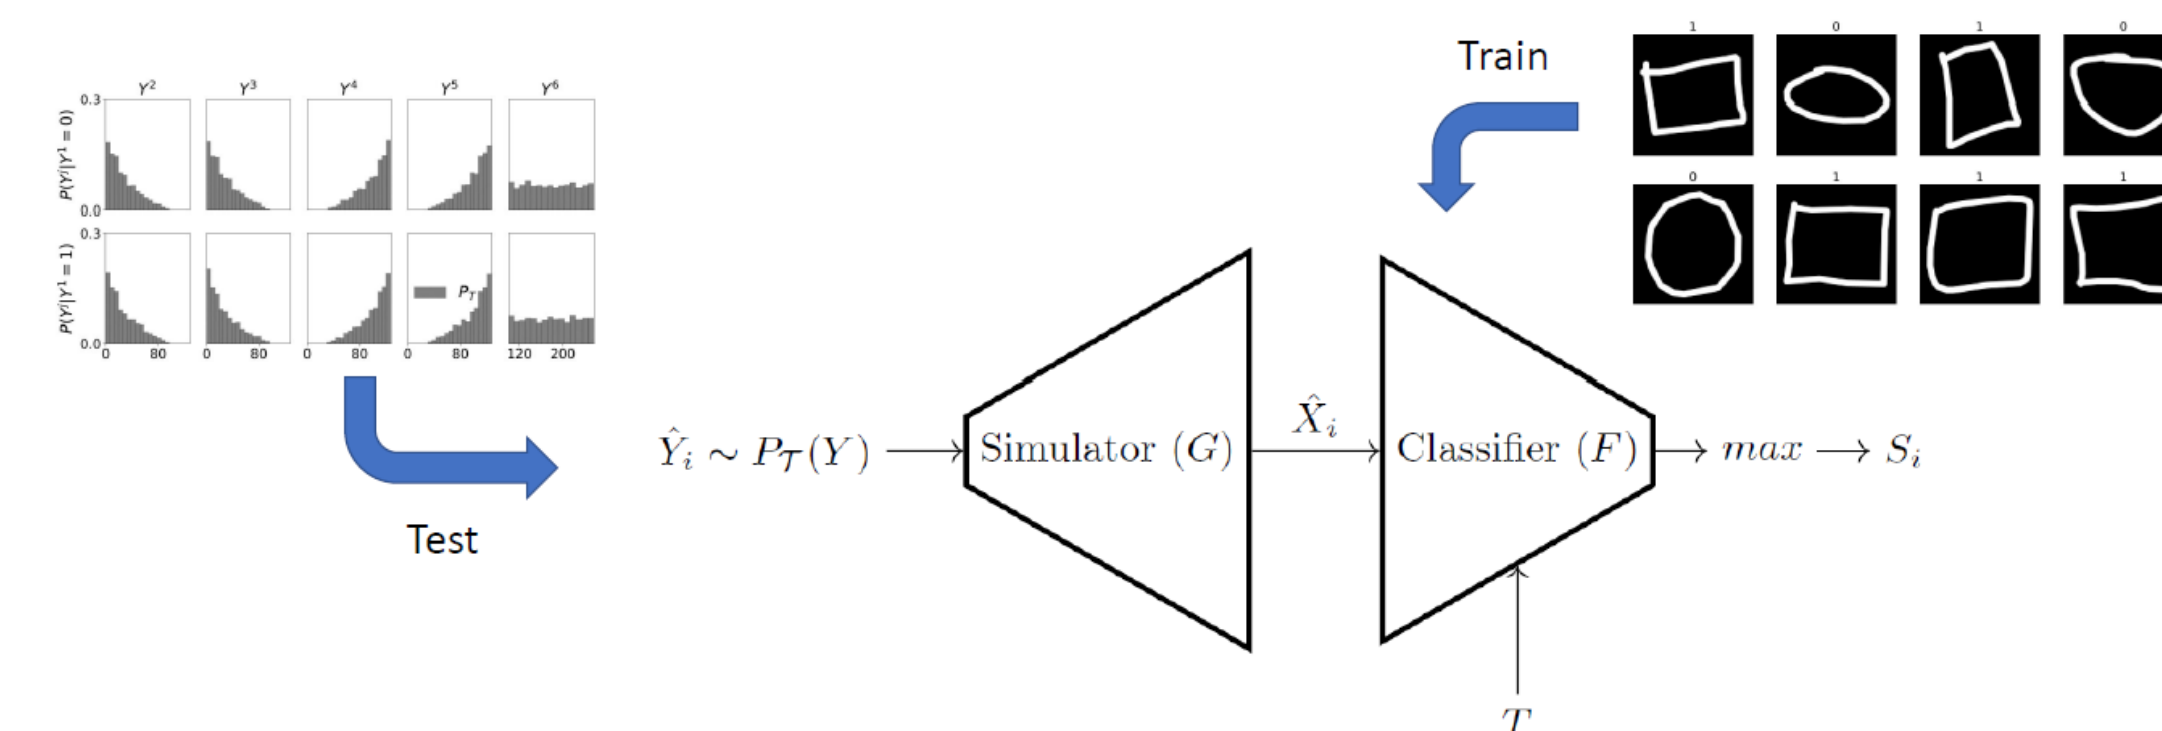 Train
1 0 1 0
0 1 1 1
Y² Y³ Y⁴ Y⁵ Y⁶
0.3
P(Yʲ|Y¹ = 0)
0.0
0.3
P(Yʲ|Y¹ = 1)
P_𝒯
0.0
0 80 0 80 0 80 0 80 120 200
Test
Ŷᵢ ∼ P_𝒯(Y)
Simulator (G)
X̂ᵢ
Classifier (F)
max
Sᵢ
T